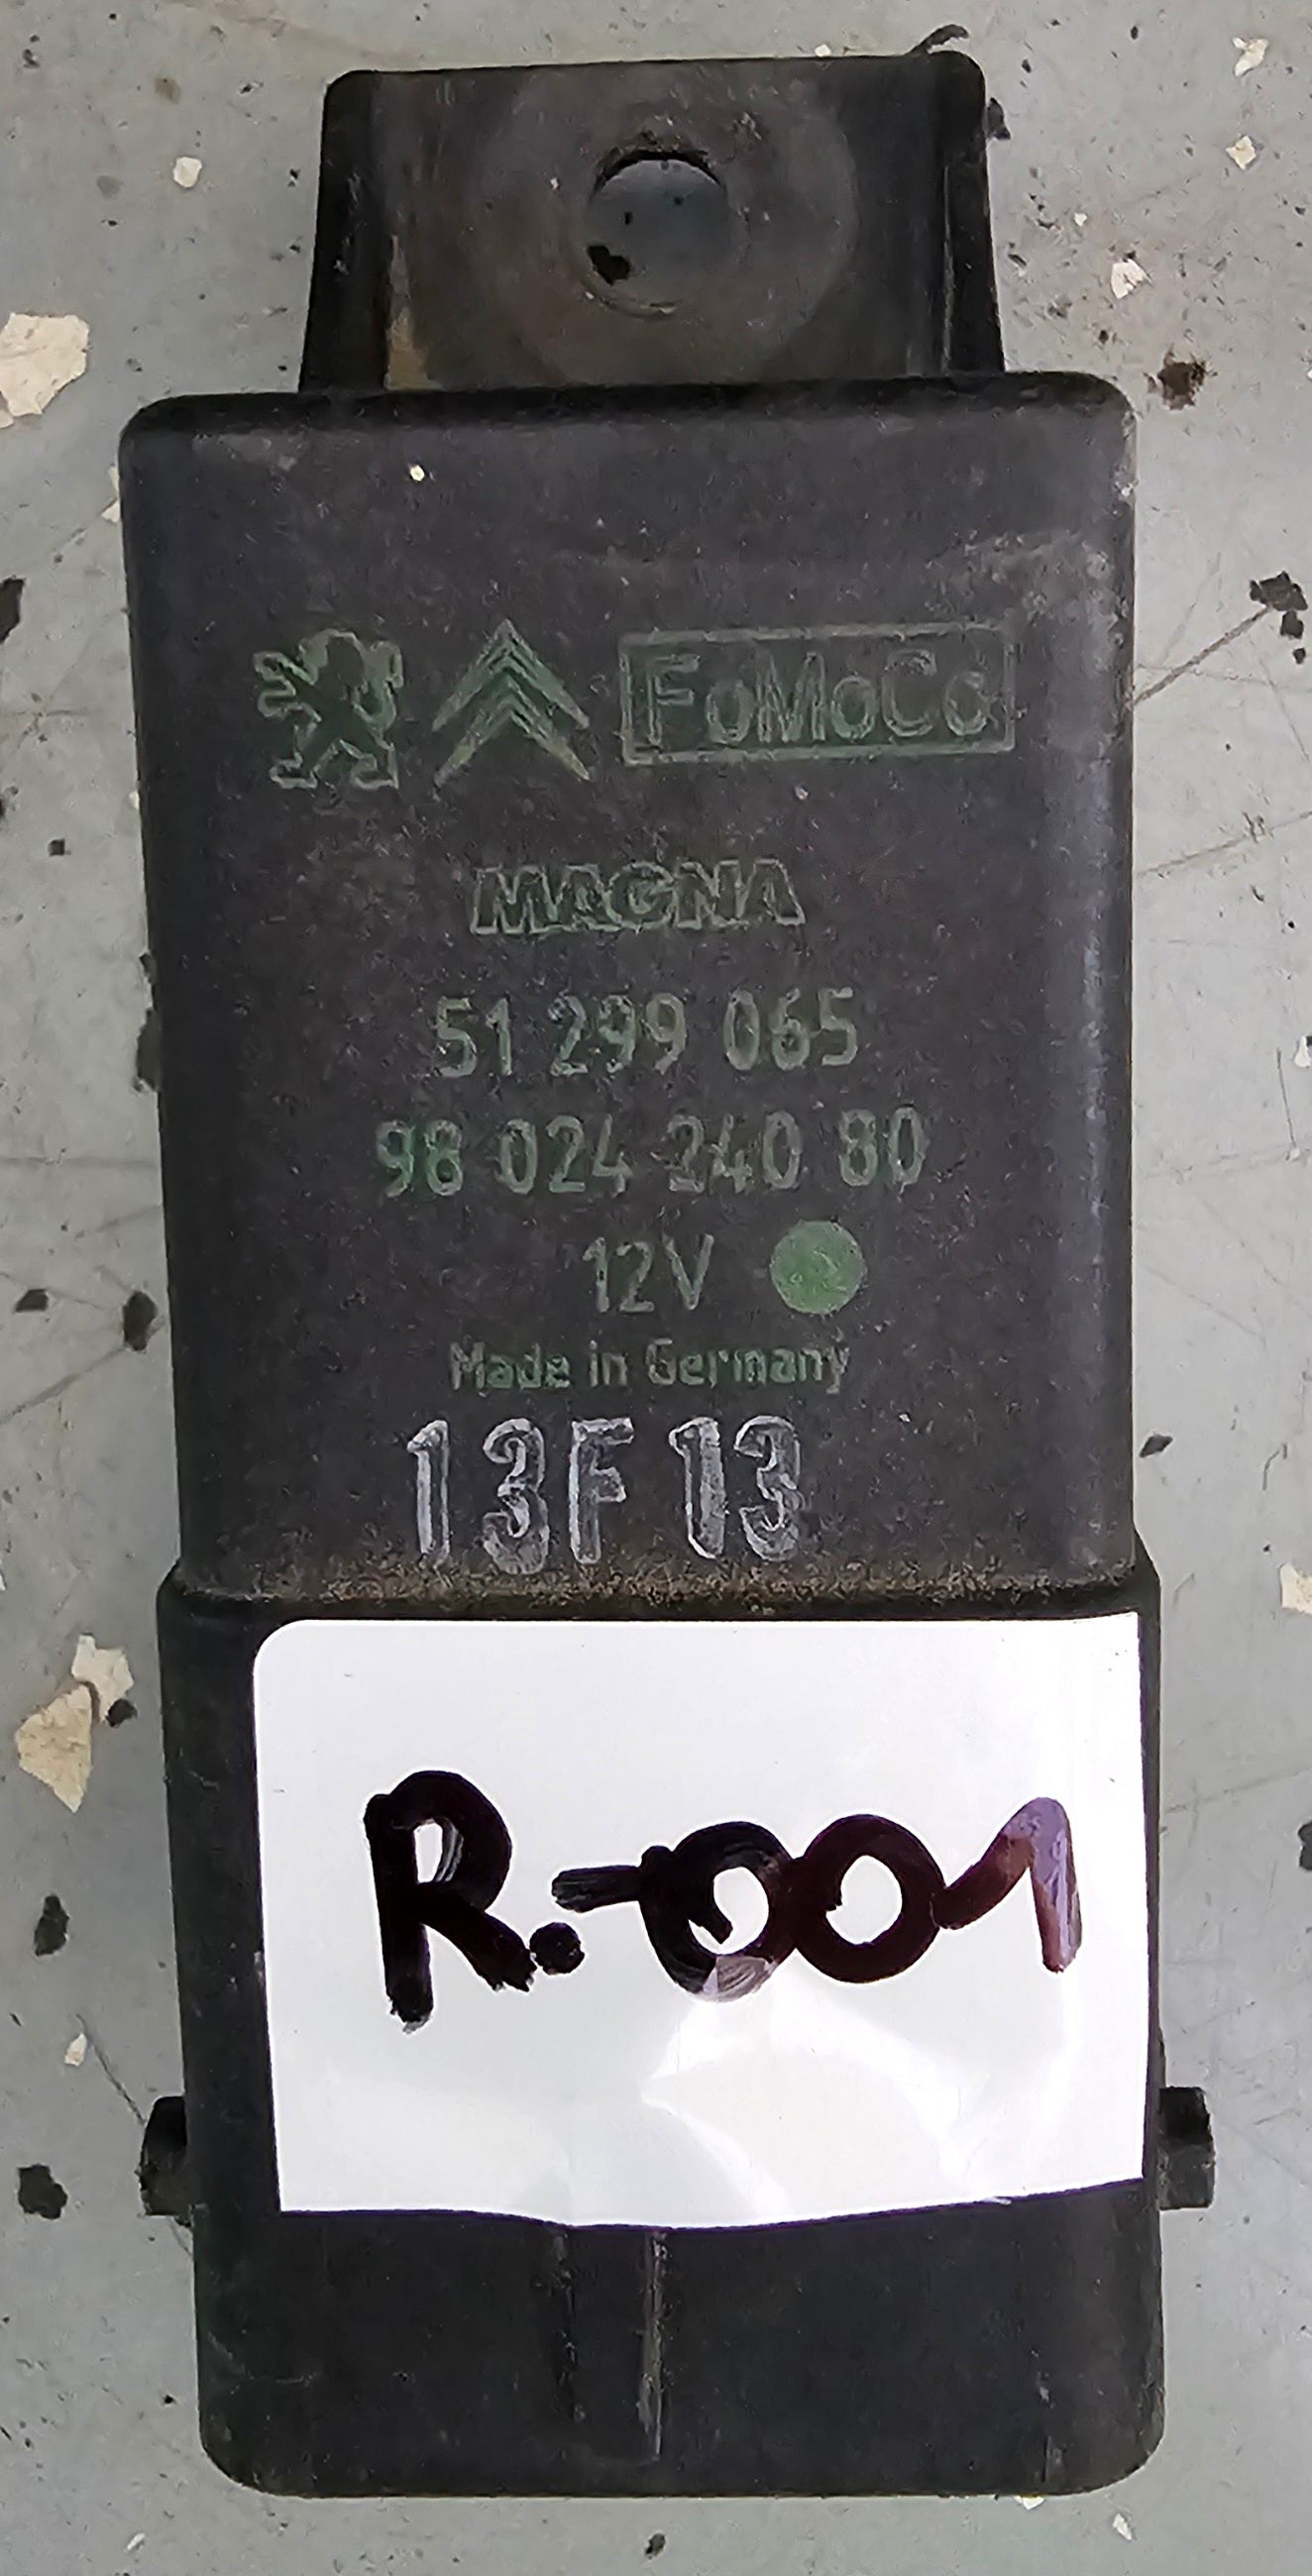 FoMoCo
MAGNA
51 299 065
98 024 240 80
12V
Made in Germany
13F13
R.-001